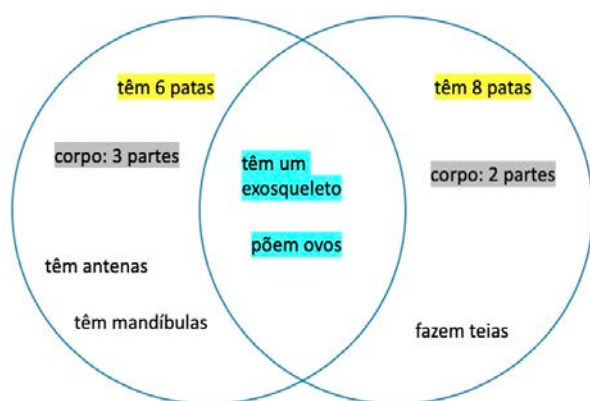 têm 6 patas
têm 8 patas
corpo: 3 partes
têm um
exosqueleto
corpo: 2 partes
põem ovos
têm antenas
têm mandíbulas
fazem teias